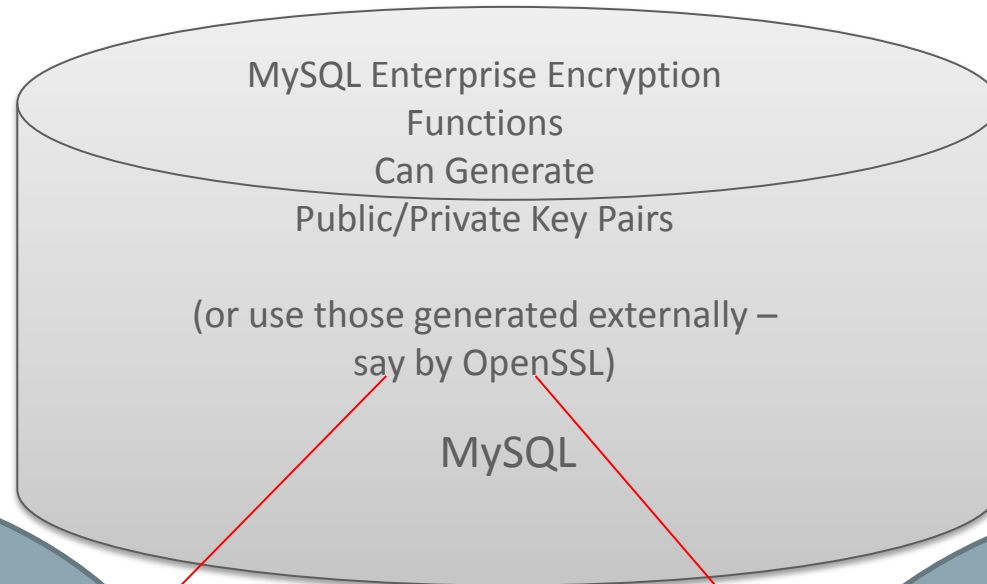 MySQL Enterprise Encryption
Functions
Can Generate
Public/Private Key Pairs
(or use those generated externally –
say by OpenSSL)
MySQL